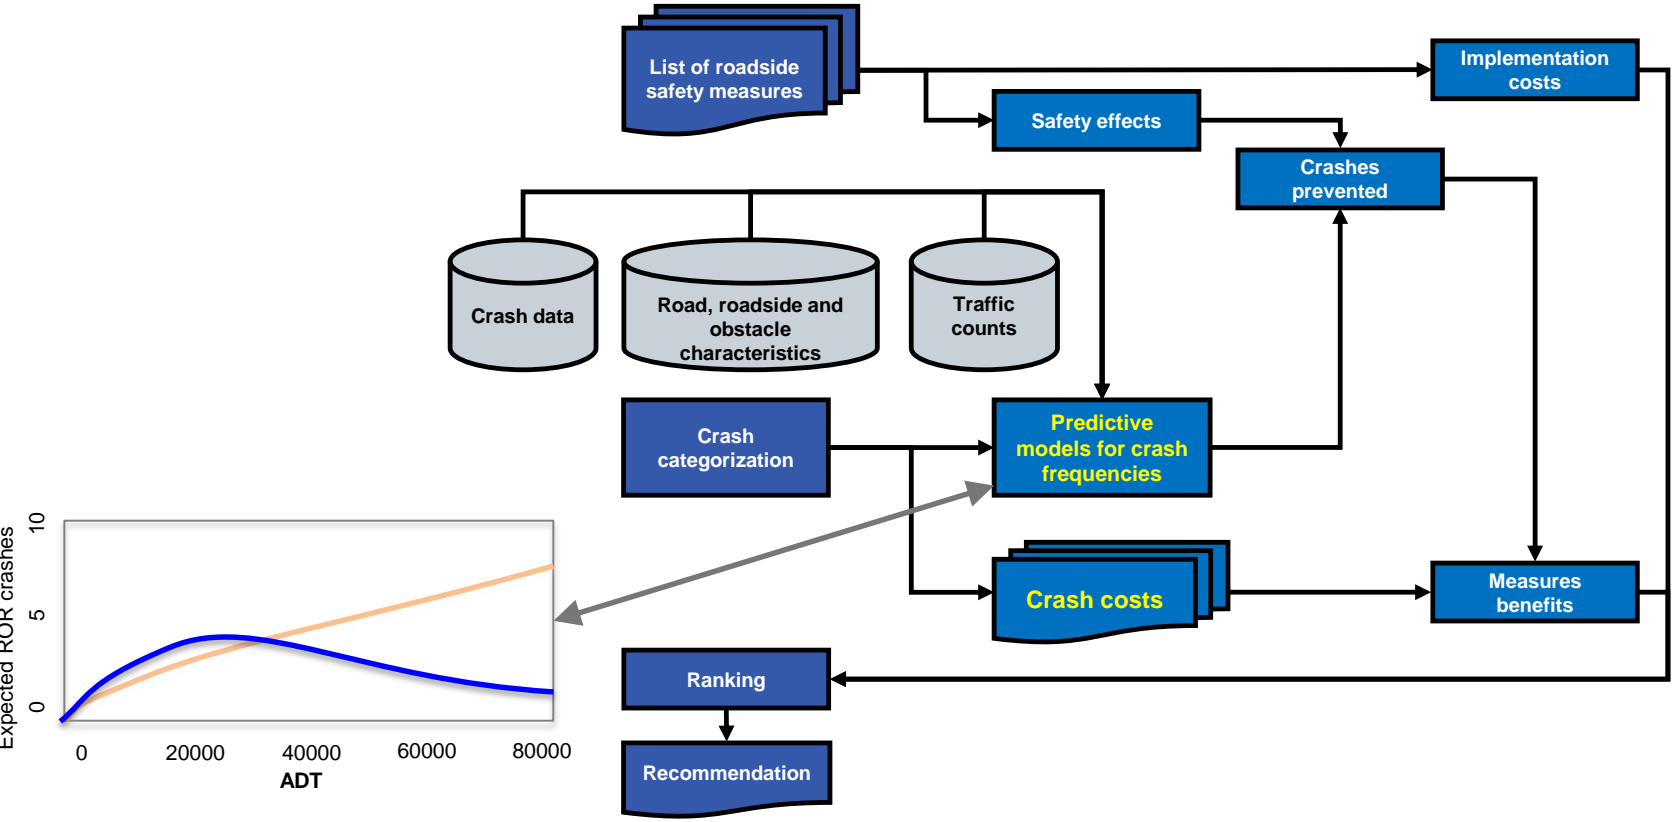 List of roadside
safety measures
Implementation
costs
Safety effects
Crashes
prevented
Crash data
Road, roadside and
obstacle
characteristics
Traffic
counts
Crash
categorization
Predictive
models for crash
frequencies
Crash costs
Measures
benefits
Ranking
Recommendation
Expected ROR crashes
10
5
0
0 20000 40000 60000 80000
ADT